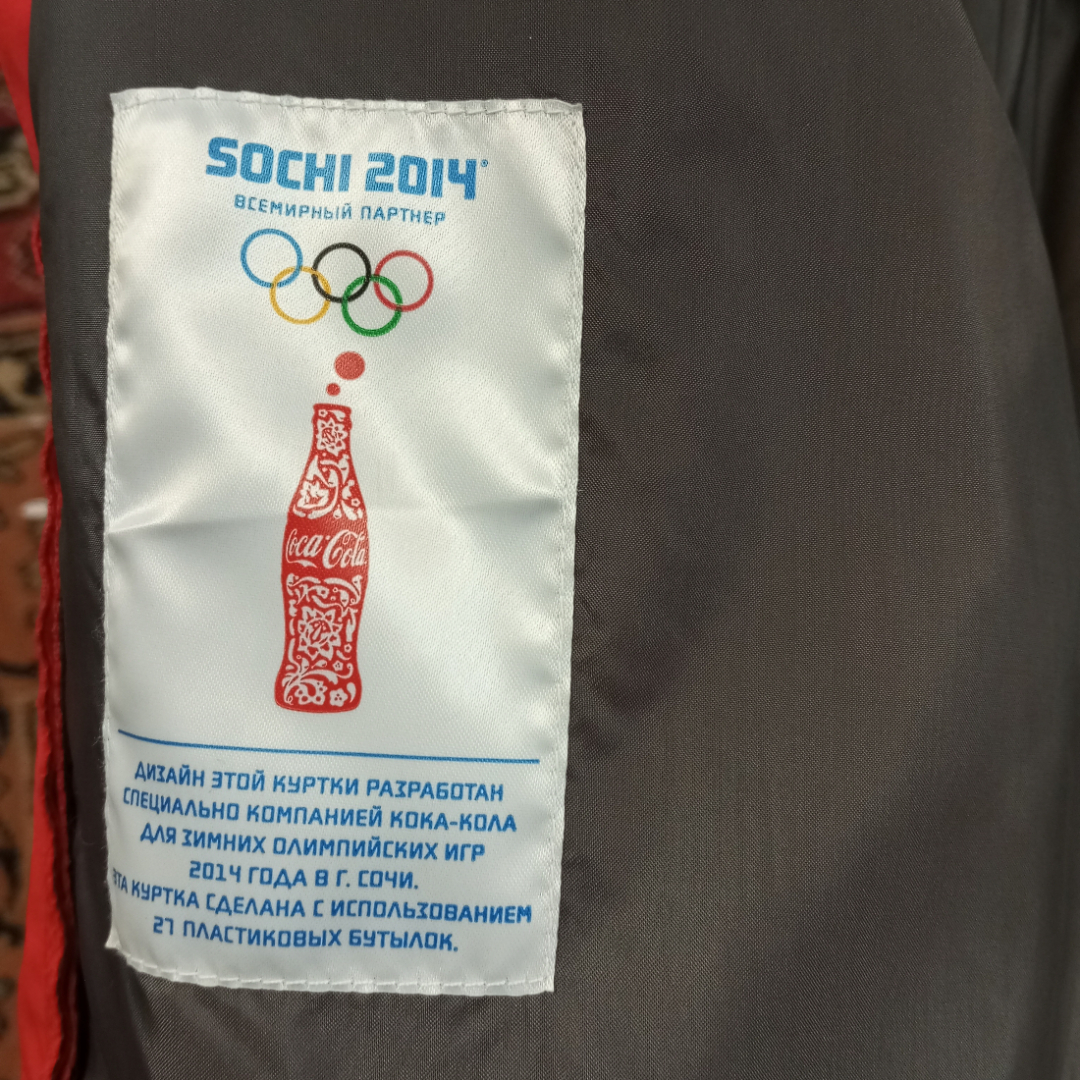 SOCHI 2014
ВСЕМИРНЫЙ ПАРТНЕР
Coca-Cola
ДИЗАЙН ЭТОЙ КУРТКИ РАЗРАБОТАН
СПЕЦИАЛЬНО КОМПАНИЕЙ КОКА-КОЛА
ДЛЯ ЗИМНИХ ОЛИМПИЙСКИХ ИГР
2014 ГОДА В Г. СОЧИ.
ЭТА КУРТКА СДЕЛАНА С ИСПОЛЬЗОВАНИЕМ
27 ПЛАСТИКОВЫХ БУТЫЛОК.